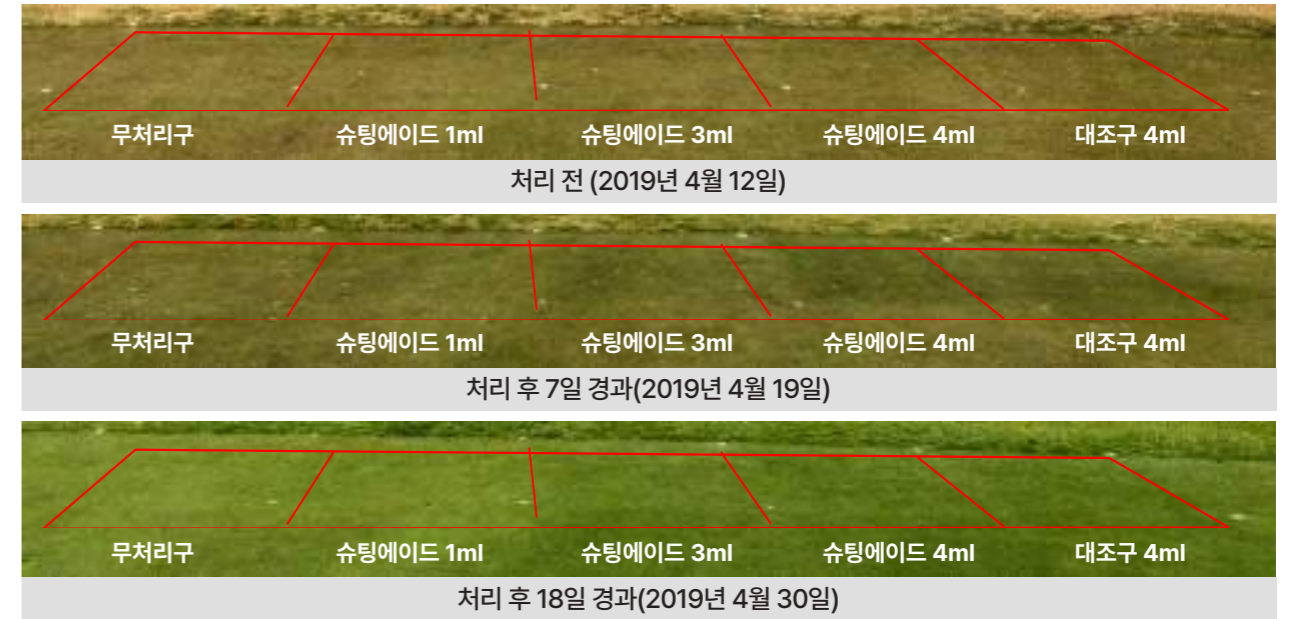 무처리구 슈팅에이드 1ml 슈팅에이드 3ml 슈팅에이드 4ml 대조구 4ml
처리 전 (2019년 4월 12일)
무처리구 슈팅에이드 1ml 슈팅에이드 3ml 슈팅에이드 4ml 대조구 4ml
처리 후 7일 경과(2019년 4월 19일)
무처리구 슈팅에이드 1ml 슈팅에이드 3ml 슈팅에이드 4ml 대조구 4ml
처리 후 18일 경과(2019년 4월 30일)